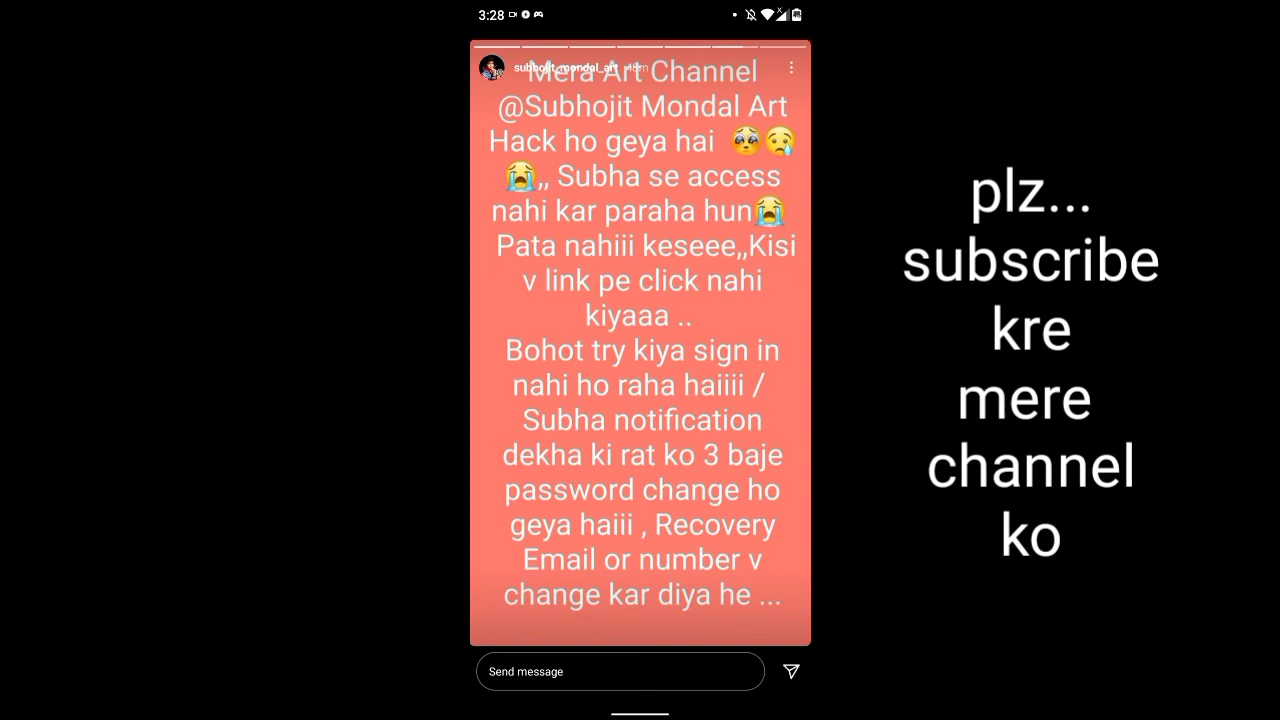 3:28
subhojit_mondal_art
Mera Art Channel
@Subhojit Mondal Art
Hack ho geya hai 🥺😢
😭,, Subha se access
nahi kar paraha hun😭
Pata nahiii keseee,,Kisi
v link pe click nahi
kiyaaa ..
Bohot try kiya sign in
nahi ho raha haiiii /
Subha notification
dekha ki rat ko 3 baje
password change ho
geya haiii , Recovery
Email or number v
change kar diya he ...
Send message
plz...
subscribe
kre
mere
channel
ko